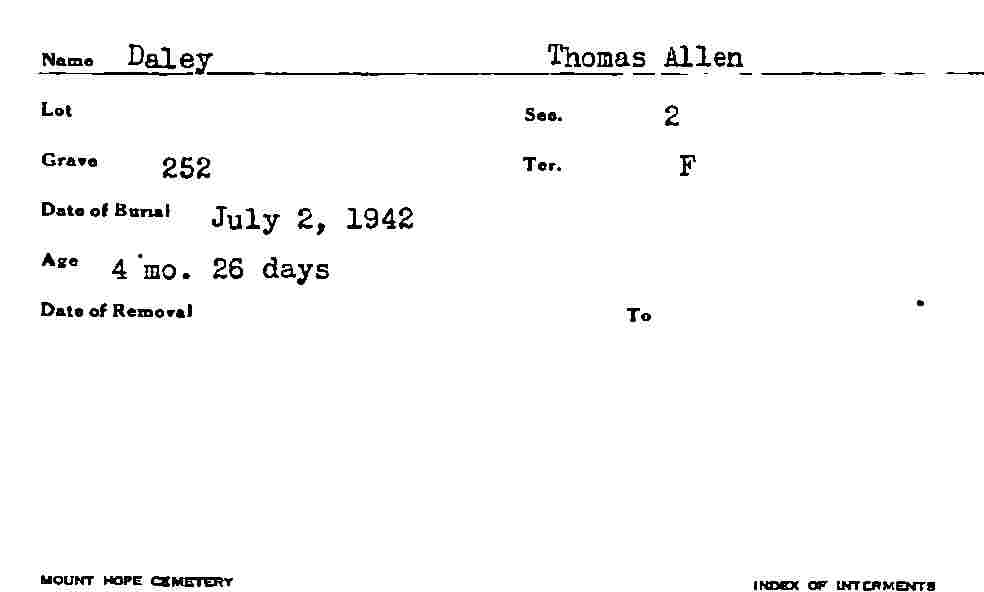 Name Daley Thomas Allen
Lot Sec. 2
Grave 252 Ter. F
Date of Burial July 2, 1942
Age 4 mo. 26 days
Date of Removal To
MOUNT HOPE CEMETERY INDEX OF INTERMENTS